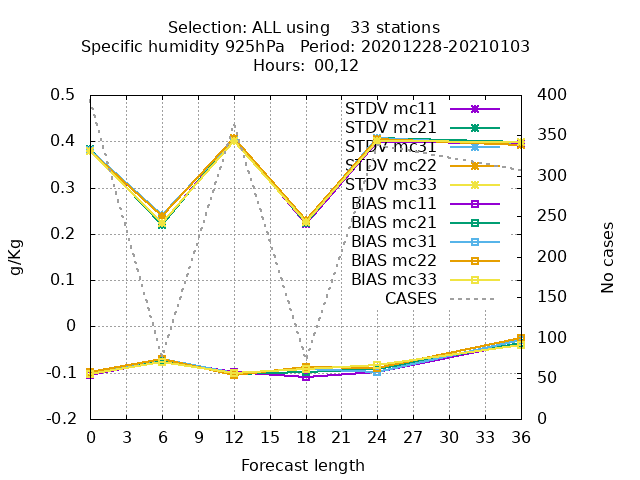 Selection: ALL using 33 stations
Specific humidity 925hPa Period: 20201228-20210103
Hours: 00,12
0.5
0.4
0.3
0.2
0.1
0
-0.1
-0.2
g/Kg
STDV mc11
STDV mc21
STDV mc31
STDV mc22
STDV mc33
BIAS mc11
BIAS mc21
BIAS mc31
BIAS mc22
BIAS mc33
CASES
400
350
300
250
200
150
100
50
0
No cases
0 3 6 9 12 15 18 21 24 27 30 33 36
Forecast length